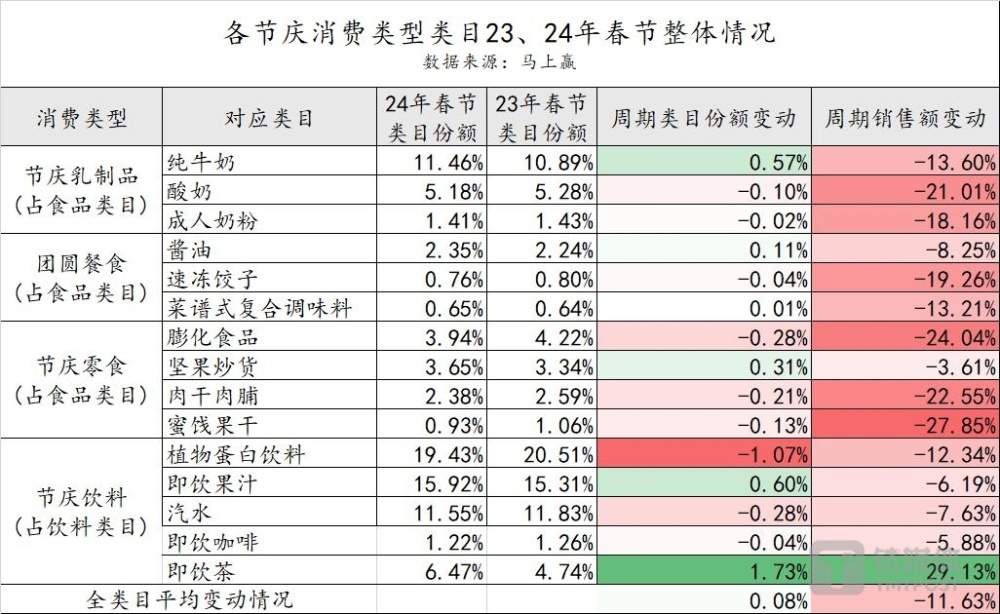 各节庆消费类型类目23、24年春节整体情况
数据来源：马上赢
消费类型 对应类目 24年春节类目份额 23年春节类目份额 周期类目份额变动 周期销售额变动
节庆乳制品（占食品类目）
纯牛奶 11.46% 10.89% 0.57% -13.60%
酸奶 5.18% 5.28% -0.10% -21.01%
成人奶粉 1.41% 1.43% -0.02% -18.16%
团圆餐食（占食品类目）
酱油 2.35% 2.24% 0.11% -8.25%
速冻饺子 0.76% 0.80% -0.04% -19.26%
菜谱式复合调味料 0.65% 0.64% 0.01% -13.21%
节庆零食（占食品类目）
膨化食品 3.94% 4.22% -0.28% -24.04%
坚果炒货 3.65% 3.34% 0.31% -3.61%
肉干肉脯 2.38% 2.59% -0.21% -22.55%
蜜饯果干 0.93% 1.06% -0.13% -27.85%
节庆饮料（占饮料类目）
植物蛋白饮料 19.43% 20.51% -1.07% -12.34%
即饮果汁 15.92% 15.31% 0.60% -6.19%
汽水 11.55% 11.83% -0.28% -7.63%
即饮咖啡 1.22% 1.26% -0.04% -5.88%
即饮茶 6.47% 4.74% 1.73% 29.13%
全类目平均变动情况 0.08% -11.63%